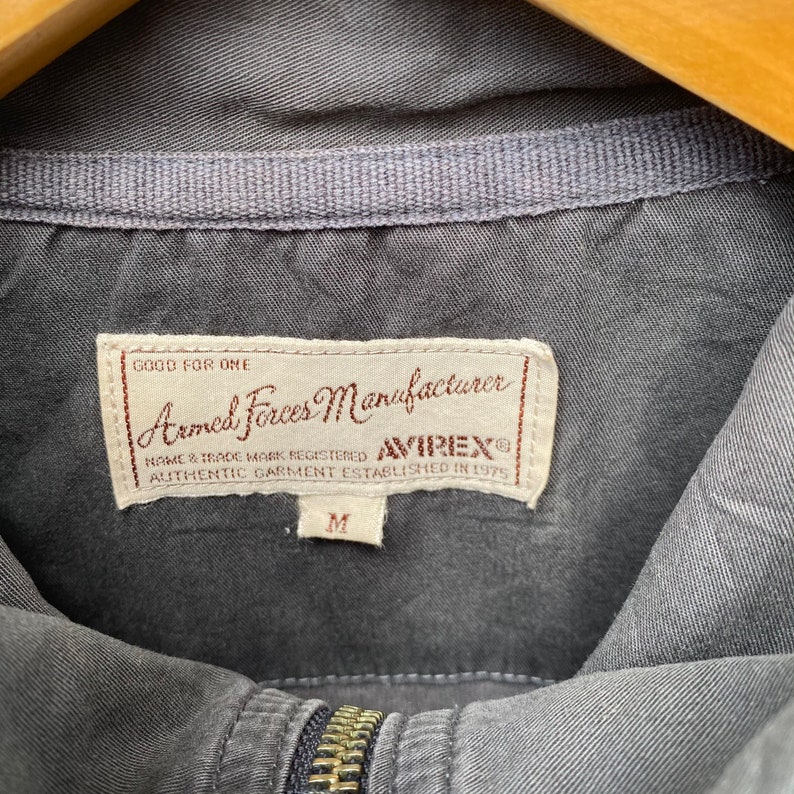 GOOD FOR ONE
Armed Forces Manufacturer
NAME & TRADE MARK REGISTERED AVIREX®
AUTHENTIC GARMENT ESTABLISHED IN 1975
M